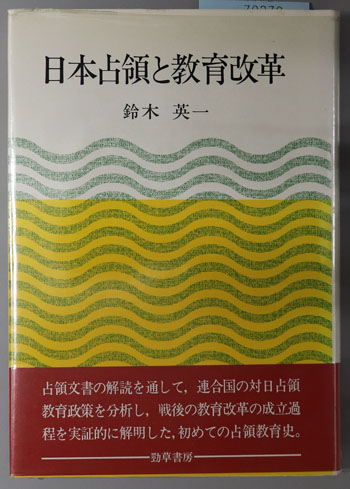 日本占領と教育改革
鈴木 英一
占領文書の解読を通して，連合国の対日占領
教育政策を分析し，戦後の教育改革の成立過
程を実証的に解明した，初めての占領教育史。
勁草書房